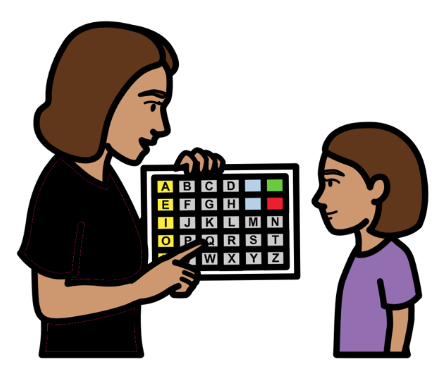 A B C D
E F G H
I J K L M N
O P Q R S T
W X Y Z